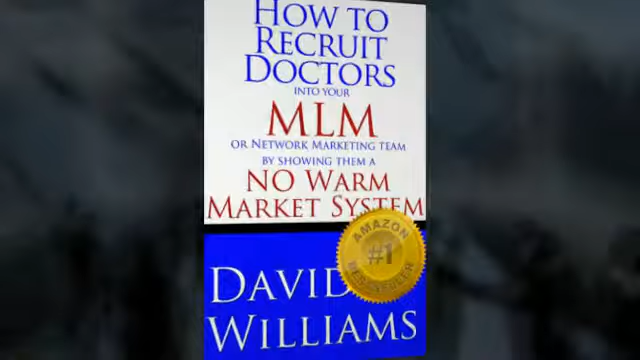 HOW TO
RECRUIT
DOCTORS
INTO YOUR
MLM
OR NETWORK MARKETING TEAM
BY SHOWING THEM A
NO WARM
MARKET SYSTEM
AMAZON
#1
BESTSELLER
DAVID
WILLIAMS